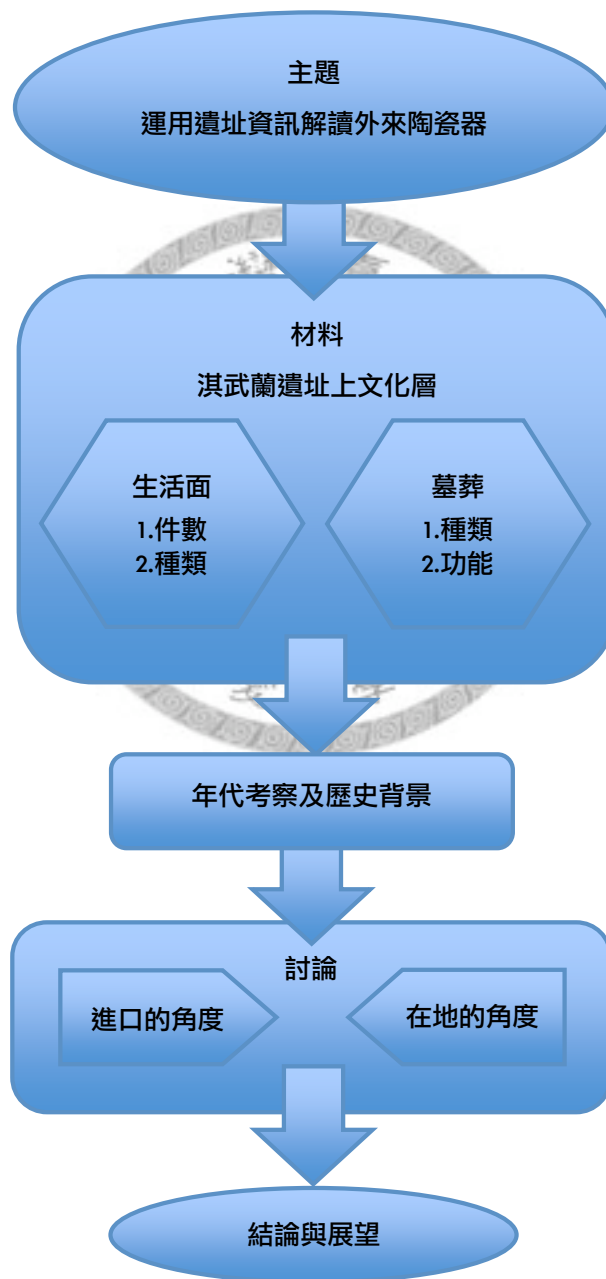 主題
運用遺址資訊解讀外來陶瓷器
材料
淇武蘭遺址上文化層
生活面
1.件數
2.種類
墓葬
1.種類
2.功能
年代考察及歷史背景
討論
進口的角度
在地的角度
結論與展望